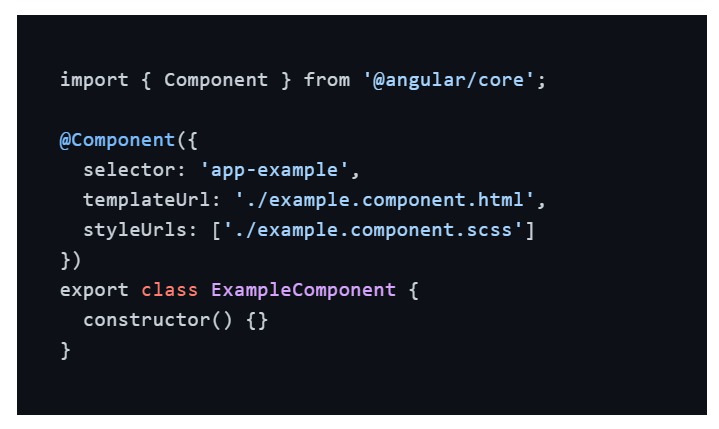 import { Component } from '@angular/core';
@Component({
selector: 'app-example',
templateUrl: './example.component.html',
styleUrls: ['./example.component.scss']
})
export class ExampleComponent {
constructor() {}
}